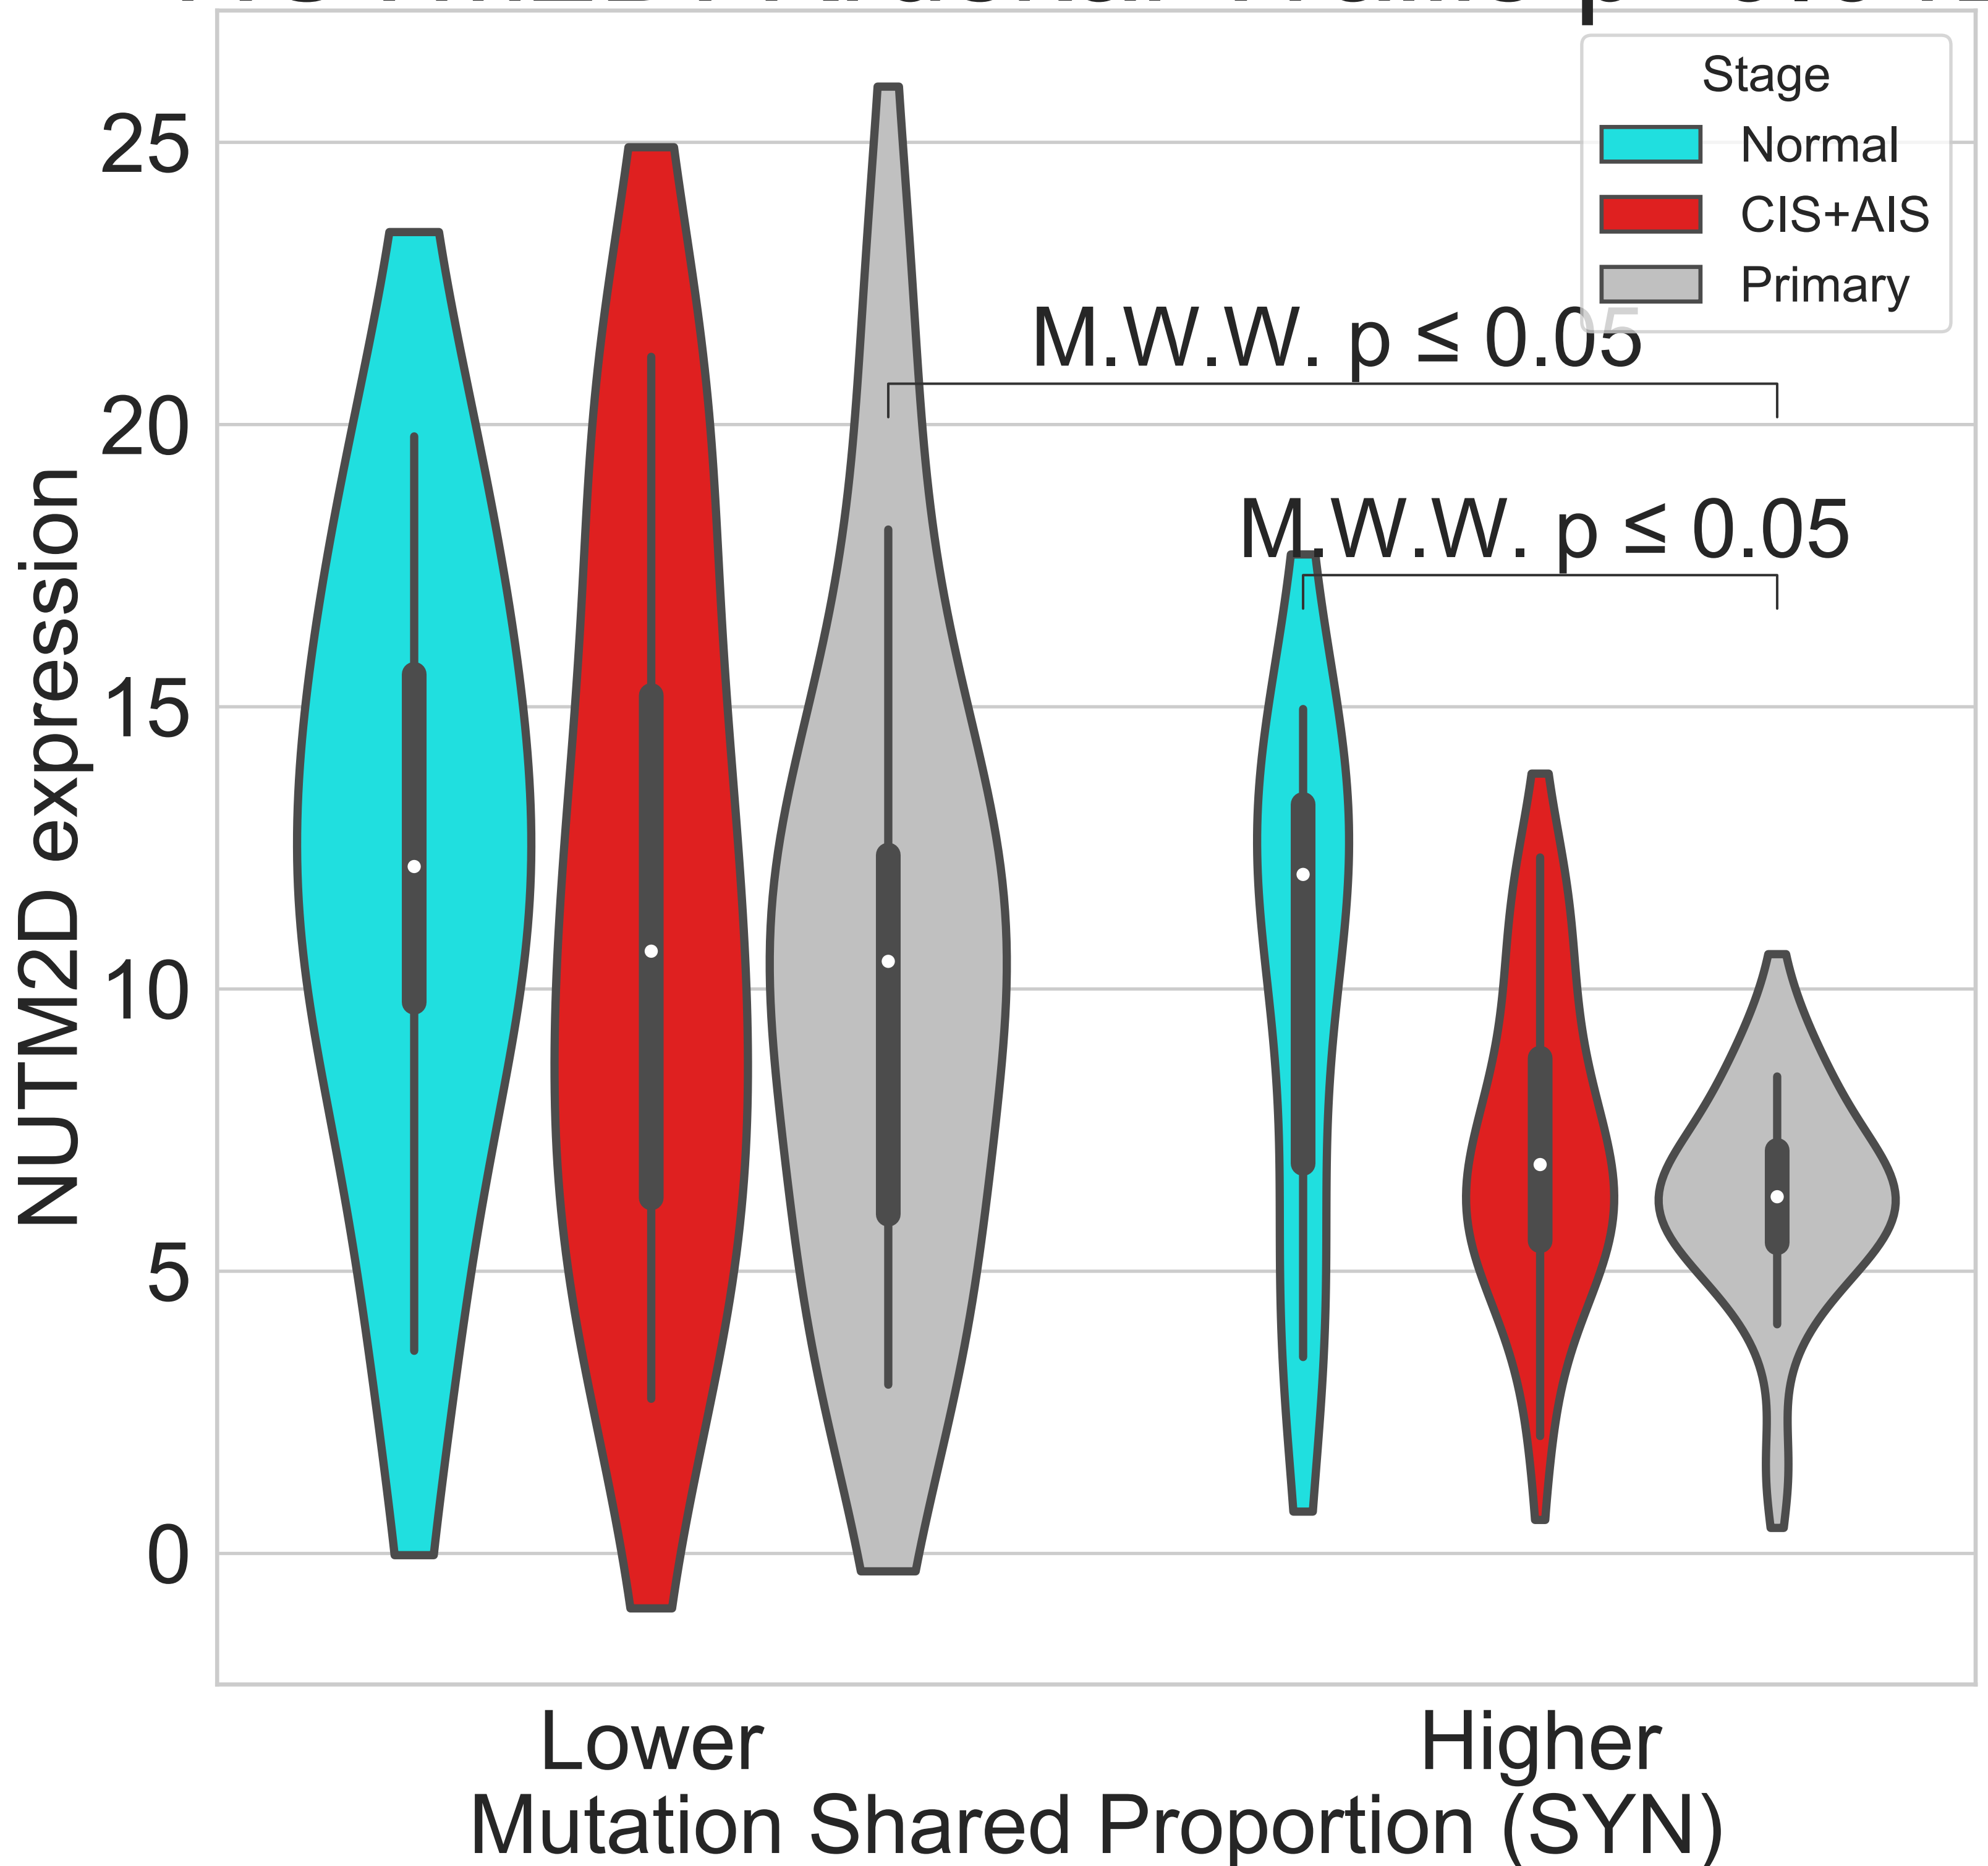 Stage
Normal
CIS+AIS
Primary
M.W.W. p ≤ 0.05
M.W.W. p ≤ 0.05
25
20
15
10
5
0
NUTM2D expression
Lower
Higher
Mutation Shared Proportion (SYN)